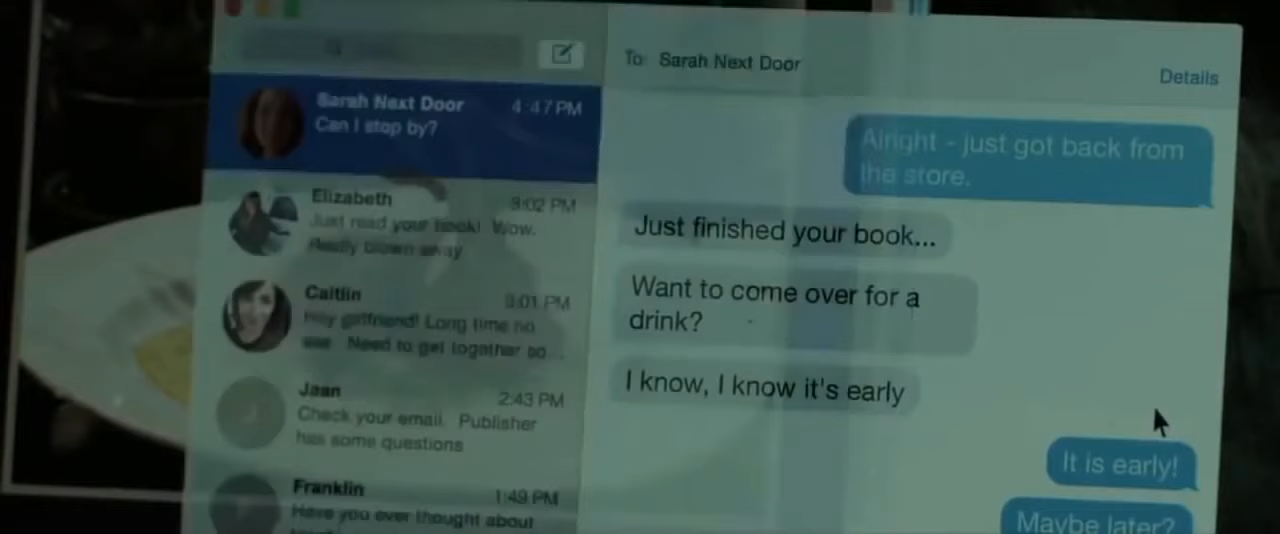 Sarah Next Door 4:47 PM
Can I stop by?
Elizabeth 9:02 PM
Just read your book! Wow.
Really blown away
Caitlin 9:01 PM
Hey girlfriend! Long time no
see. Need to get together so...
Jaan 2:43 PM
Check your email. Publisher
has some questions
Franklin 1:49 PM
Have you ever thought about
To: Sarah Next Door
Details
Alright - just got back from
the store.
Just finished your book...
Want to come over for a
drink?
I know, I know it's early
It is early!
Maybe later?